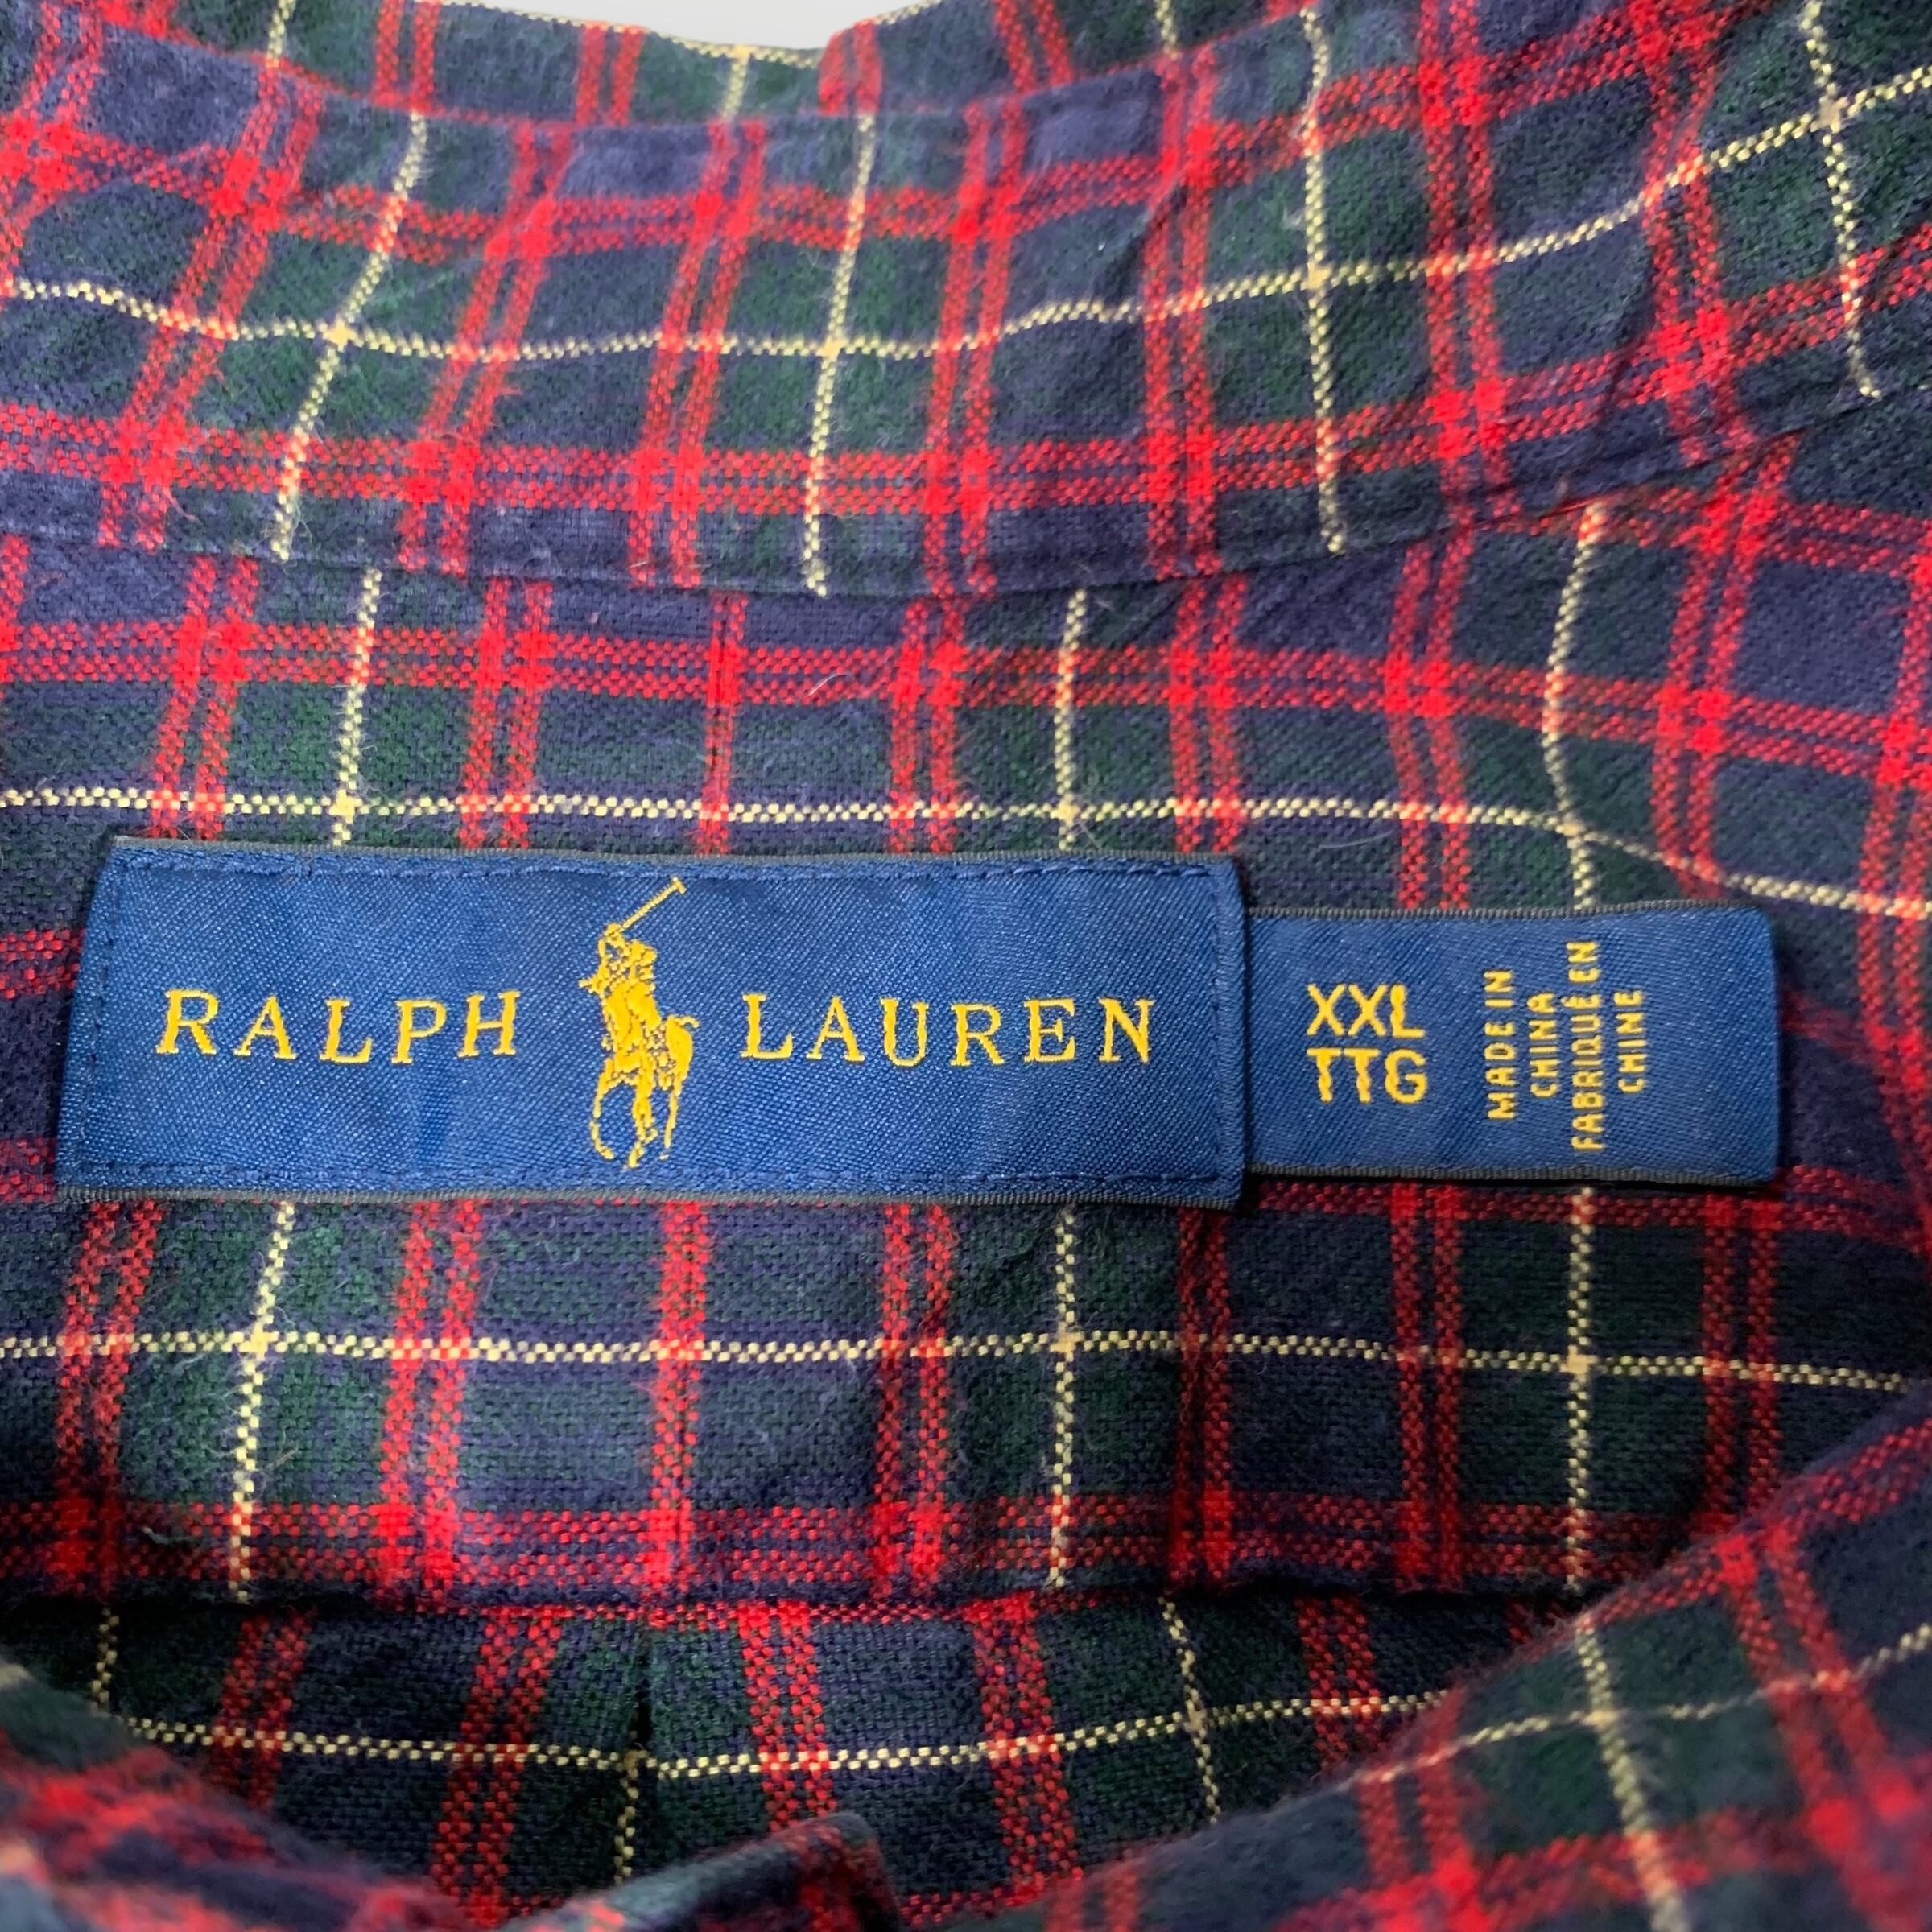 RALPH LAUREN
XXL
TTG
MADE IN
CHINA
FABRIQUÉ EN
CHINE